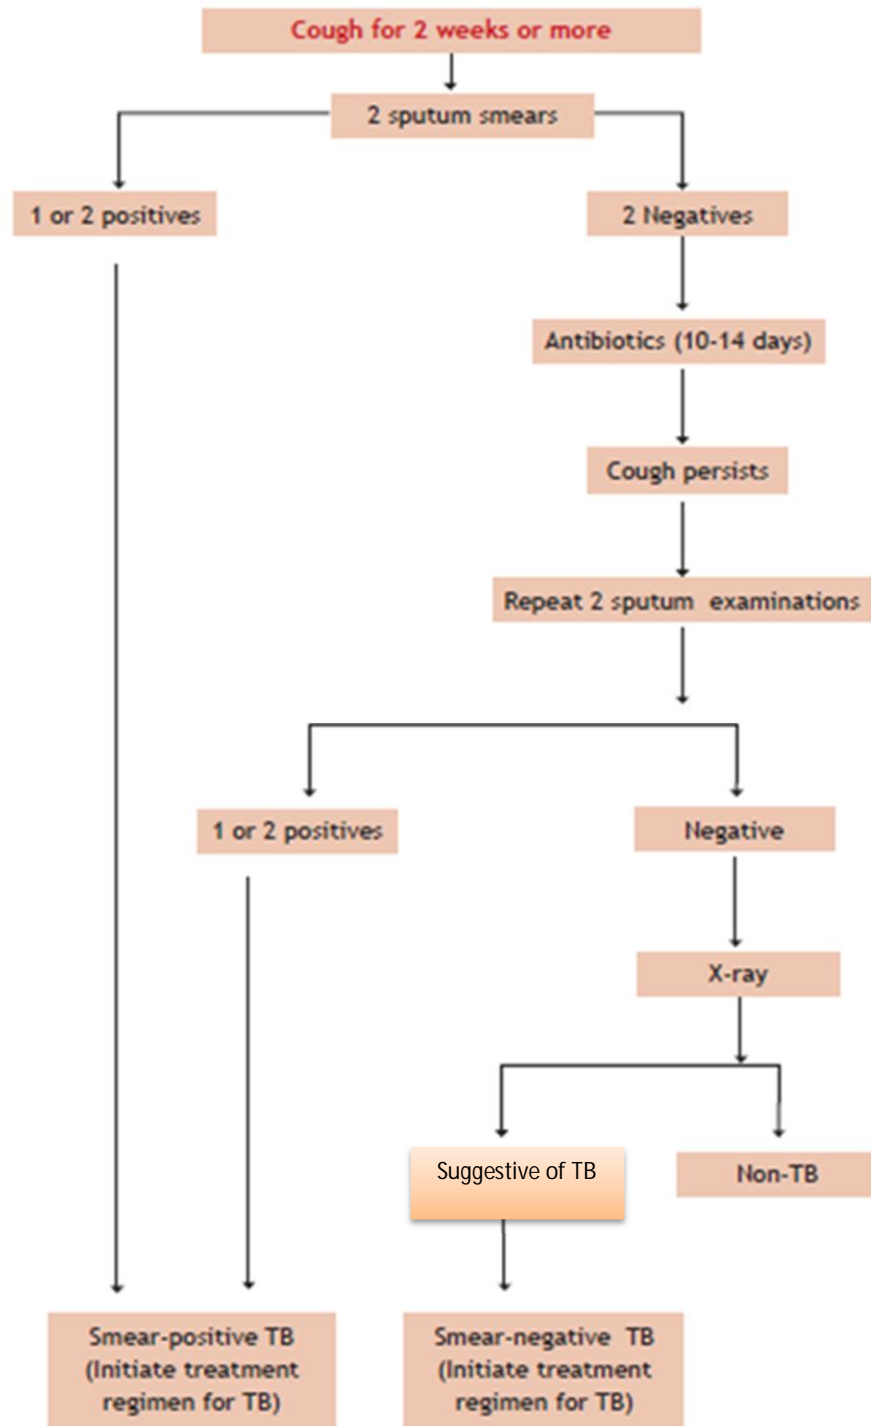 Cough for 2 weeks or more
2 sputum smears
1 or 2 positives
2 Negatives
Antibiotics (10-14 days)
Cough persists
Repeat 2 sputum examinations
1 or 2 positives
Negative
X-ray
Suggestive of TB
Non-TB
Smear-positive TB
(Initiate treatment
regimen for TB)
Smear-negative TB
(Initiate treatment
regimen for TB)